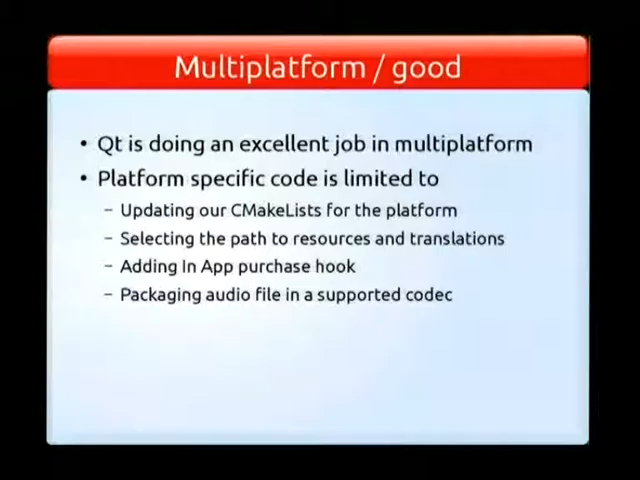 Multiplatform / good
• Qt is doing an excellent job in multiplatform
• Platform specific code is limited to
– Updating our CMakeLists for the platform
– Selecting the path to resources and translations
– Adding In App purchase hook
– Packaging audio file in a supported codec